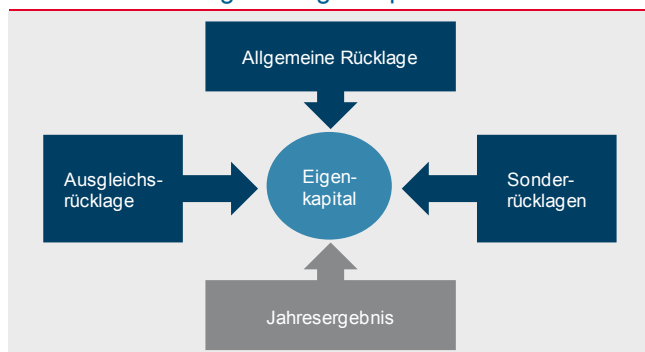 Allgemeine Rücklage
Ausgleichs-
rücklage
Eigen-
kapital
Sonder-
rücklagen
Jahresergebnis